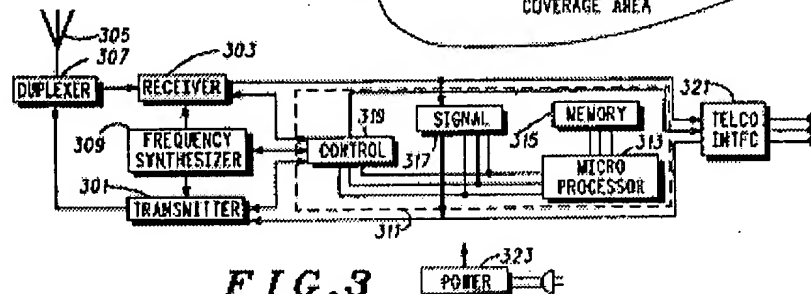 COVERAGE AREA
305
307
303
DUPLEXER
RECEIVER
321
319
SIGNAL
315
MEMORY
TELCO
INTFC
309
FREQUENCY
SYNTHESIZER
CONTROL
317
313
MICRO
PROCESSOR
301
TRANSMITTER
311
FIG.3
323
POWER